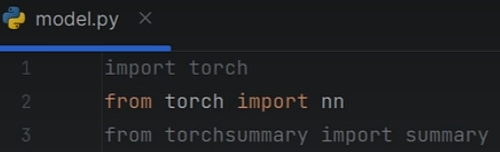 model.py
1 import torch
2 from torch import nn
3 from torchsummary import summary